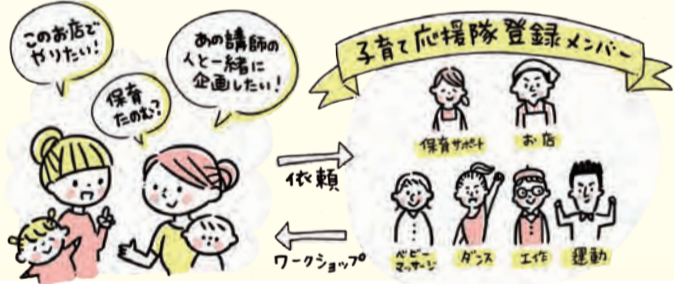 このお店で
やりたい!
保育
たのむ?
あの講師の
人と一緒に
企画したい!
依頼
ワークショップ
子育て応援隊登録メンバー
保育サポート
お店
ベビー
マッサージ
ダンス
工作
運動